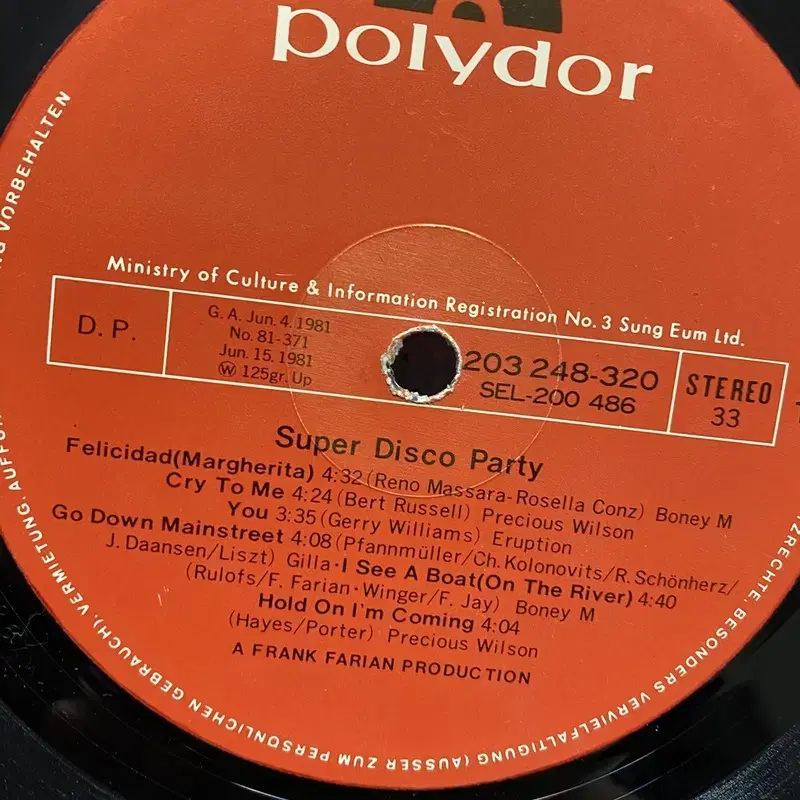 polydor
Ministry of Culture & Information Registration No. 3 Sung Eum Ltd.
D. P.
G. A. Jun. 4. 1981
No. 81-371
Jun. 15. 1981
Ⓦ 125gr. Up
203 248-320
SEL-200 486
STEREO
33
Super Disco Party
Felicidad(Margherita) 4:32(Reno Massara-Rosella Conz) Boney M
Cry To Me 4:24(Bert Russell) Precious Wilson
You 3:35(Gerry Williams) Eruption
Go Down Mainstreet 4:08(Pfannmüller/Ch. Kolonovits/R. Schönherz/
J. Daansen/Liszt) Gilla·I See A Boat(On The River) 4:40
(Rulofs/F. Farian·Winger/F. Jay) Boney M
Hold On I'm Coming 4:04
(Hayes/Porter) Precious Wilson
A FRANK FARIAN PRODUCTION
RECHTE, BESONDERS VERVIELFÄLTIGUNG (AUSSER ZUM PERSÖNLICHEN GEBRAUCH), VERMIETUNG, VORBEHALTEN